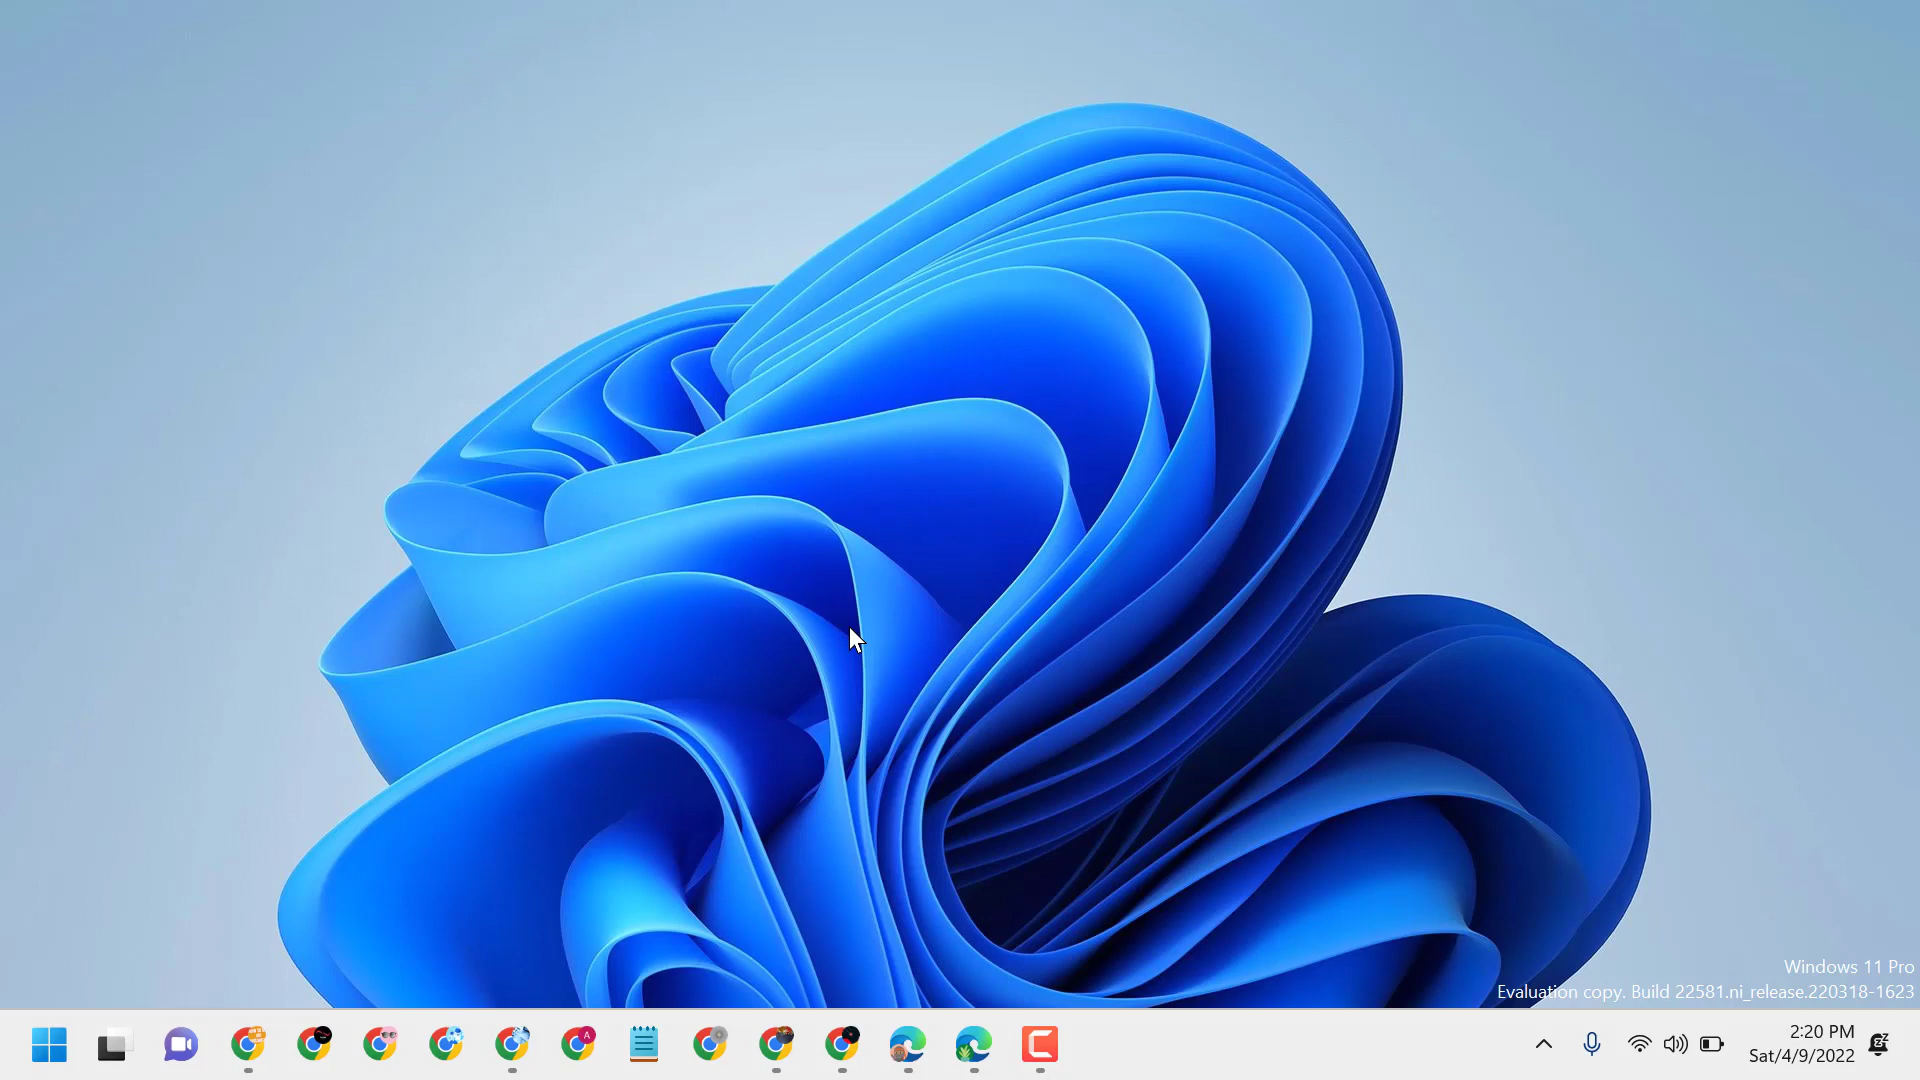 Windows 11 Pro
Evaluation copy. Build 22581.ni_release.220318-1623
2:20 PM
Sat/4/9/2022
A